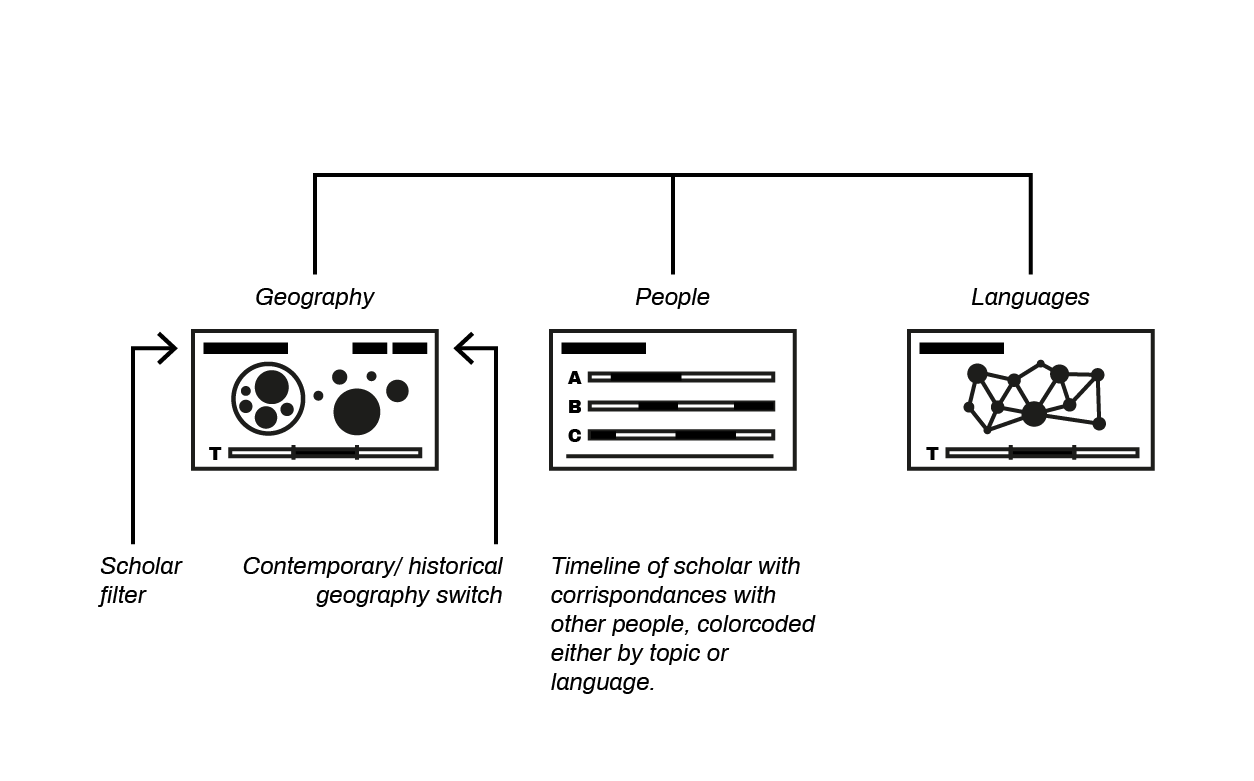 Geography
People
Languages
T
A
B
C
T
Scholar
filter
Contemporary/ historical
geography switch
Timeline of scholar with
corrispondances with
other people, colorcoded
either by topic or
language.